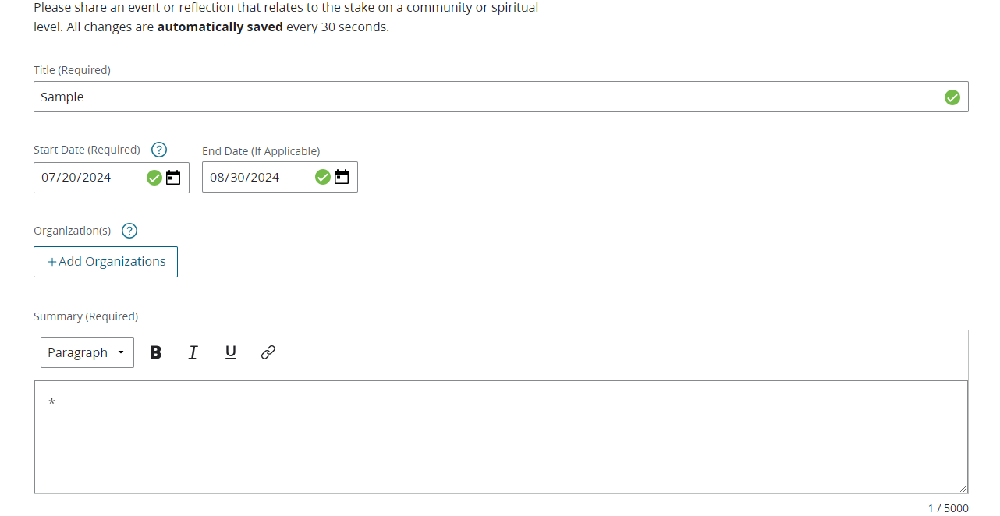 Please share an event or reflection that relates to the stake on a community or spiritual
level. All changes are automatically saved every 30 seconds.
Title (Required)
Sample
Start Date (Required) ? End Date (If Applicable)
07/20/2024 08/30/2024
Organization(s) ?
+Add Organizations
Summary (Required)
Paragraph B I U
*
1 / 5000